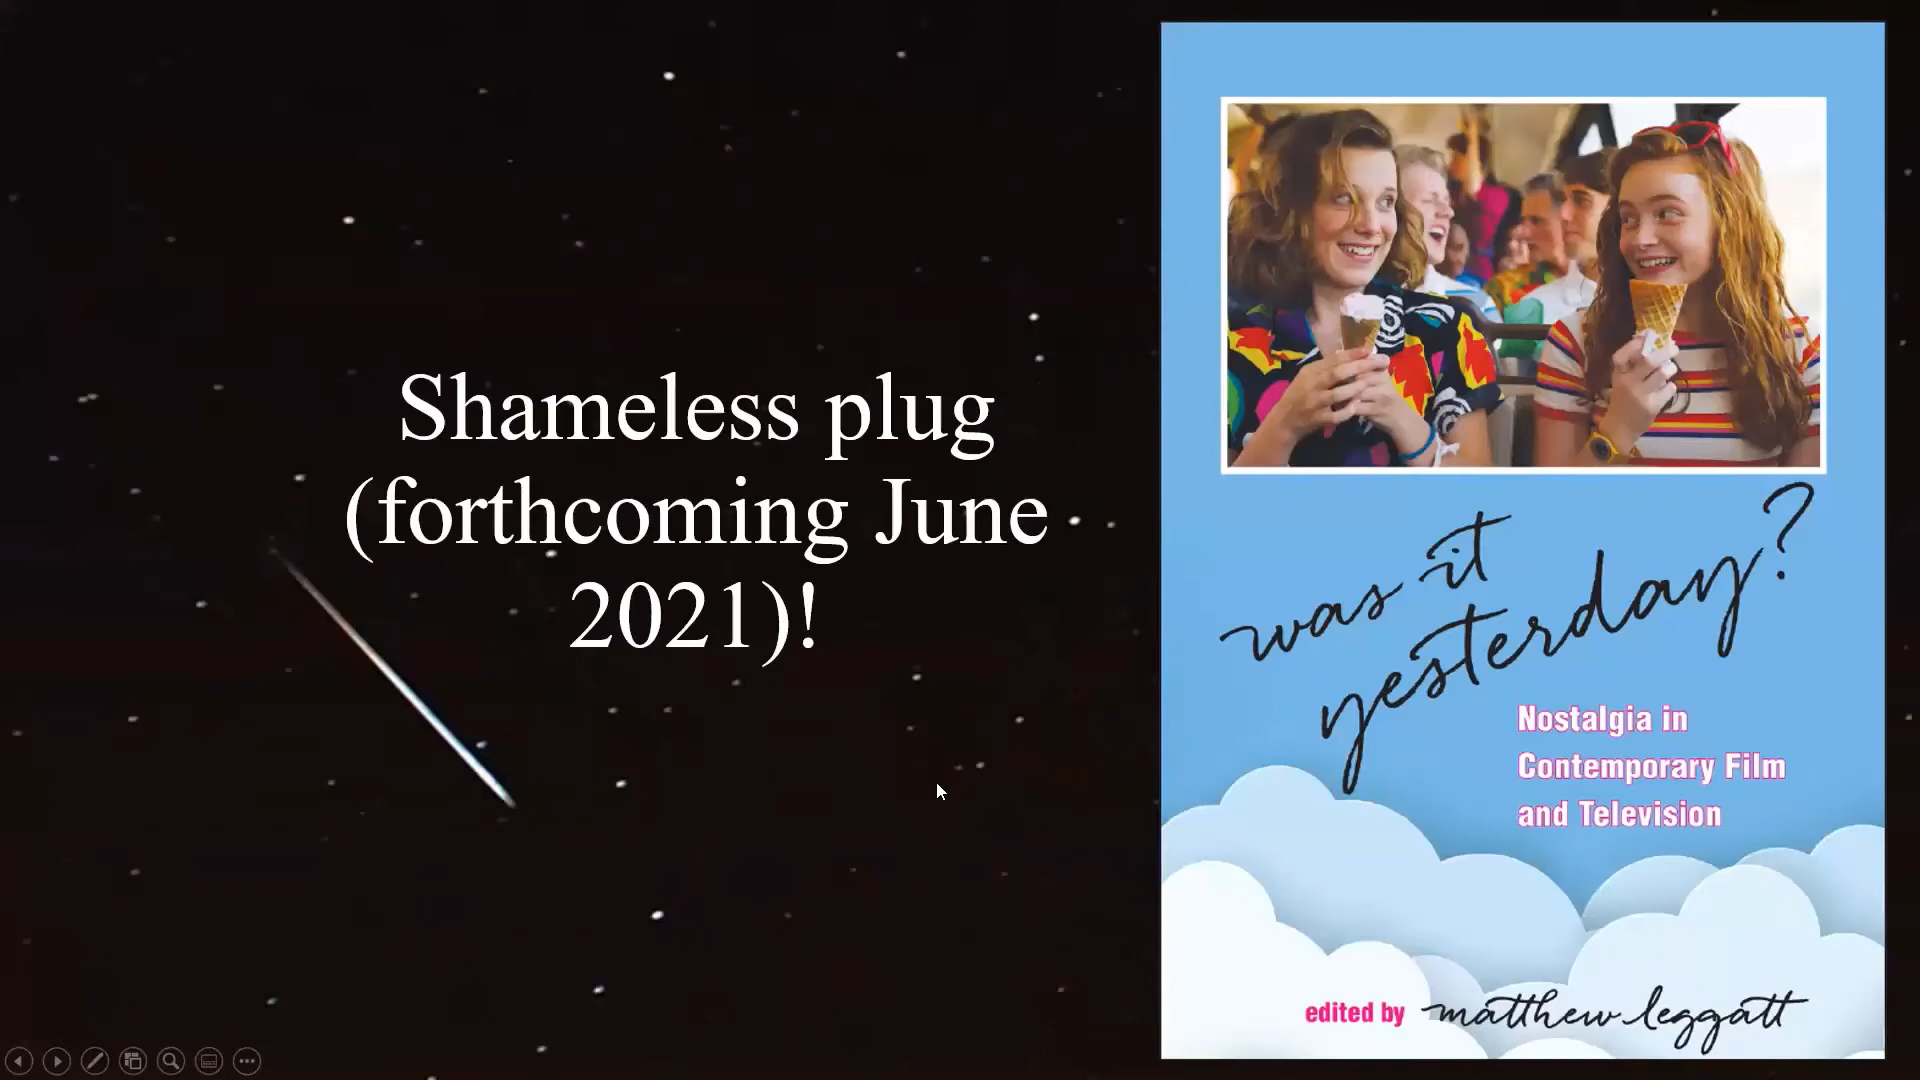 Shameless plug
(forthcoming June
2021)!
was it
yesterday?
Nostalgia in
Contemporary Film
and Television
edited by matthew leggatt